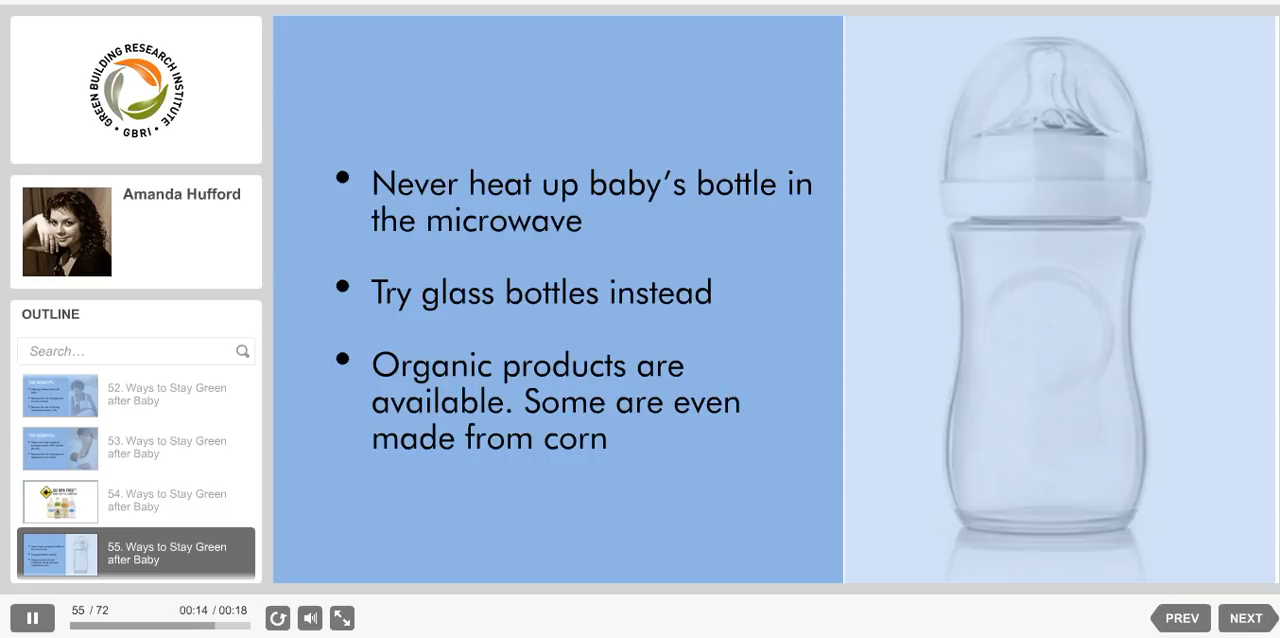 GREEN BUILDING RESEARCH INSTITUTE
• GBRI •
Amanda Hufford
OUTLINE
Search...
52. Ways to Stay Green
after Baby
53. Ways to Stay Green
after Baby
54. Ways to Stay Green
after Baby
55. Ways to Stay Green
after Baby
• Never heat up baby's bottle in
the microwave
• Try glass bottles instead
• Organic products are
available. Some are even
made from corn
55 / 72
00:14 / 00:18
PREV
NEXT